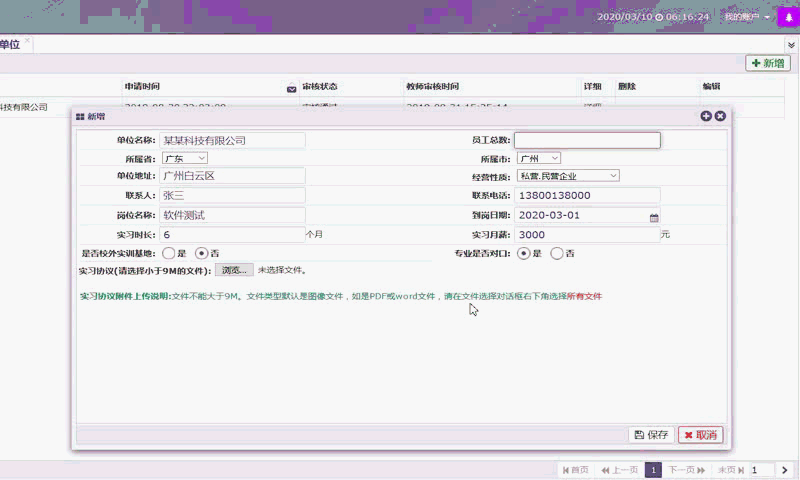 2020/03/10 06:16:24 我的账户
单位
新增
申请时间 审核状态 教师审核时间 详细 删除 编辑
科技有限公司
新增
单位名称: 某某科技有限公司 员工总数:
所属省: 广东 所属市: 广州
单位地址: 广州白云区 经营性质: 私营.民营企业
联系人: 张三 联系电话: 13800138000
岗位名称: 软件测试 到岗日期: 2020-03-01
实习时长: 6 个月 实习月薪: 3000 元
是否校外实训基地: 是 否 专业是否对口: 是 否
实习协议(请选择小于9M的文件): 浏览... 未选择文件。
实习协议附件上传说明:文件不能大于9M。文件类型默认是图像文件，如是PDF或word文件，请在文件选择对话框右下角选择所有文件
保存 取消
首页 上一页 1 下一页 末页 1